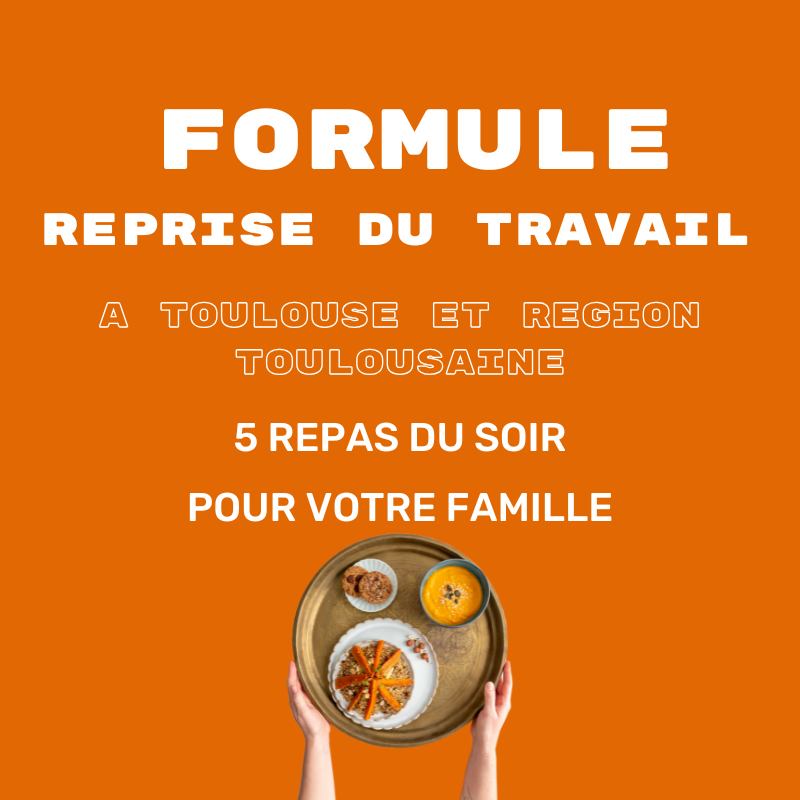 FORMULE
REPRISE DU TRAVAIL
A TOULOUSE ET REGION
TOULOUSAINE
5 REPAS DU SOIR
POUR VOTRE FAMILLE